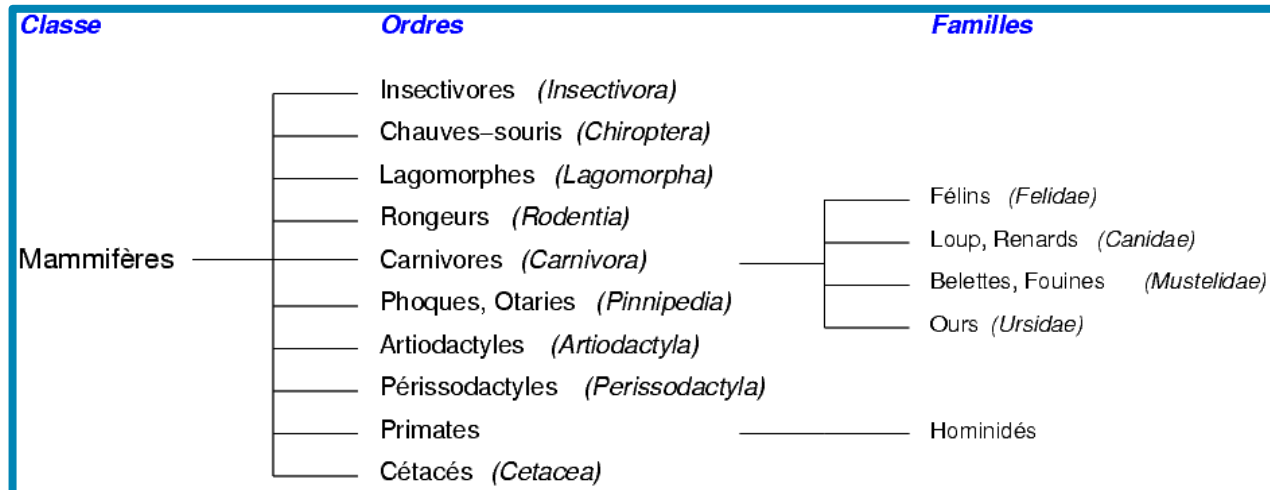 Classe Ordres Familles
Insectivores (Insectivora)
Chauves–souris (Chiroptera)
Lagomorphes (Lagomorpha)
Félins (Felidae)
Rongeurs (Rodentia)
Loup, Renards (Canidae)
Mammifères Carnivores (Carnivora)
Belettes, Fouines (Mustelidae)
Phoques, Otaries (Pinnipedia)
Ours (Ursidae)
Artiodactyles (Artiodactyla)
Périssodactyles (Perissodactyla)
Primates Hominidés
Cétacés (Cetacea)